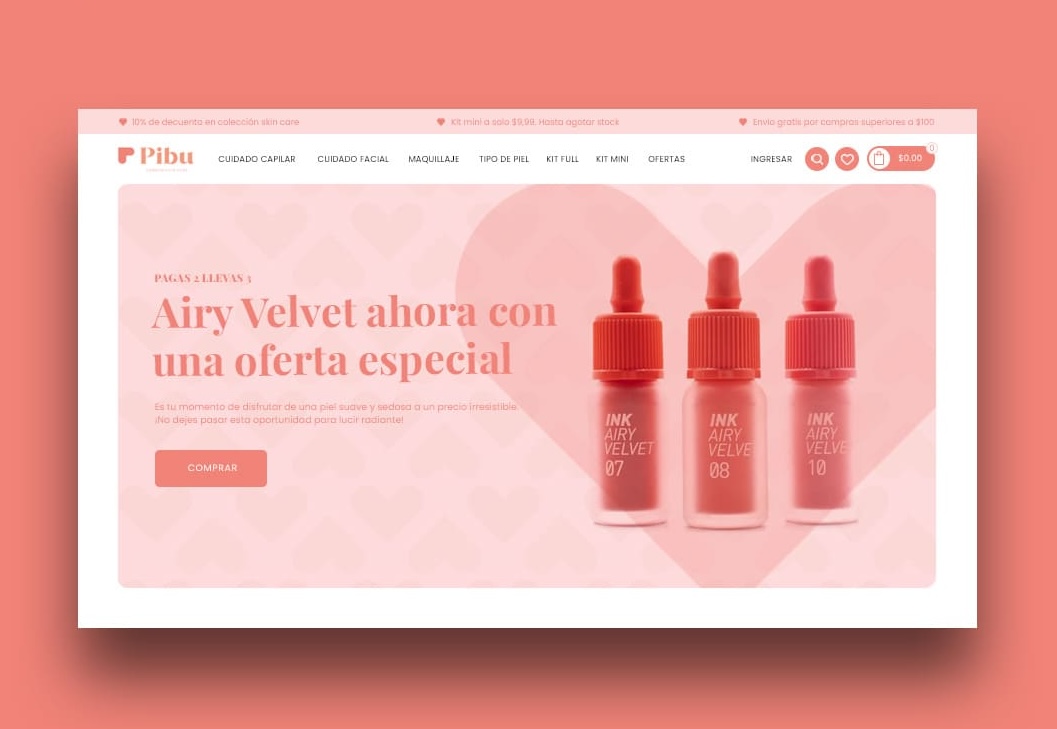 10% de decuento en colección skin care
Kit mini a solo $9,99. Hasta agotar stock
Envío gratis por compras superiores a $100
Pibu
CUIDADO CAPILAR
CUIDADO FACIAL
MAQUILLAJE
TIPO DE PIEL
KIT FULL
KIT MINI
OFERTAS
INGRESAR
$0.00
0
PAGAS 2 LLEVAS 3
Airy Velvet ahora con
una oferta especial
Es tu momento de disfrutar de una piel suave y sedosa a un precio irresistible.
¡No dejes pasar esta oportunidad para lucir radiante!
COMPRAR
INK
AIRY
VELVET
07
INK
AIRY
VELVE
08
INK
AIRY
VELVE
10